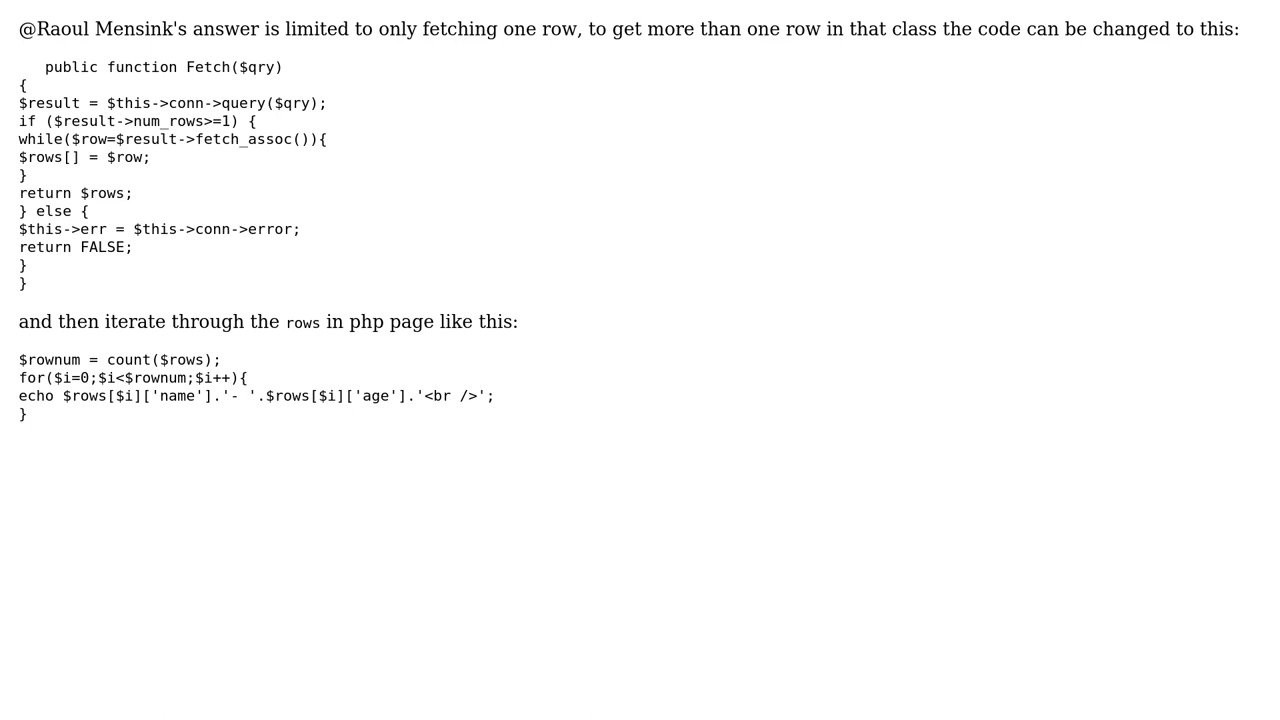 @Raoul Mensink's answer is limited to only fetching one row, to get more than one row in that class the code can be changed to this:
   public function Fetch($qry)
{
$result = $this->conn->query($qry);
if ($result->num_rows>=1) {
while($row=$result->fetch_assoc()){
$rows[] = $row;
}
return $rows;
} else {
$this->err = $this->conn->error;
return FALSE;
}
}
and then iterate through the rows in php page like this:
$rownum = count($rows);
for($i=0;$i<$rownum;$i++){
echo $rows[$i]['name'].'- '.$rows[$i]['age'].'<br />';
}